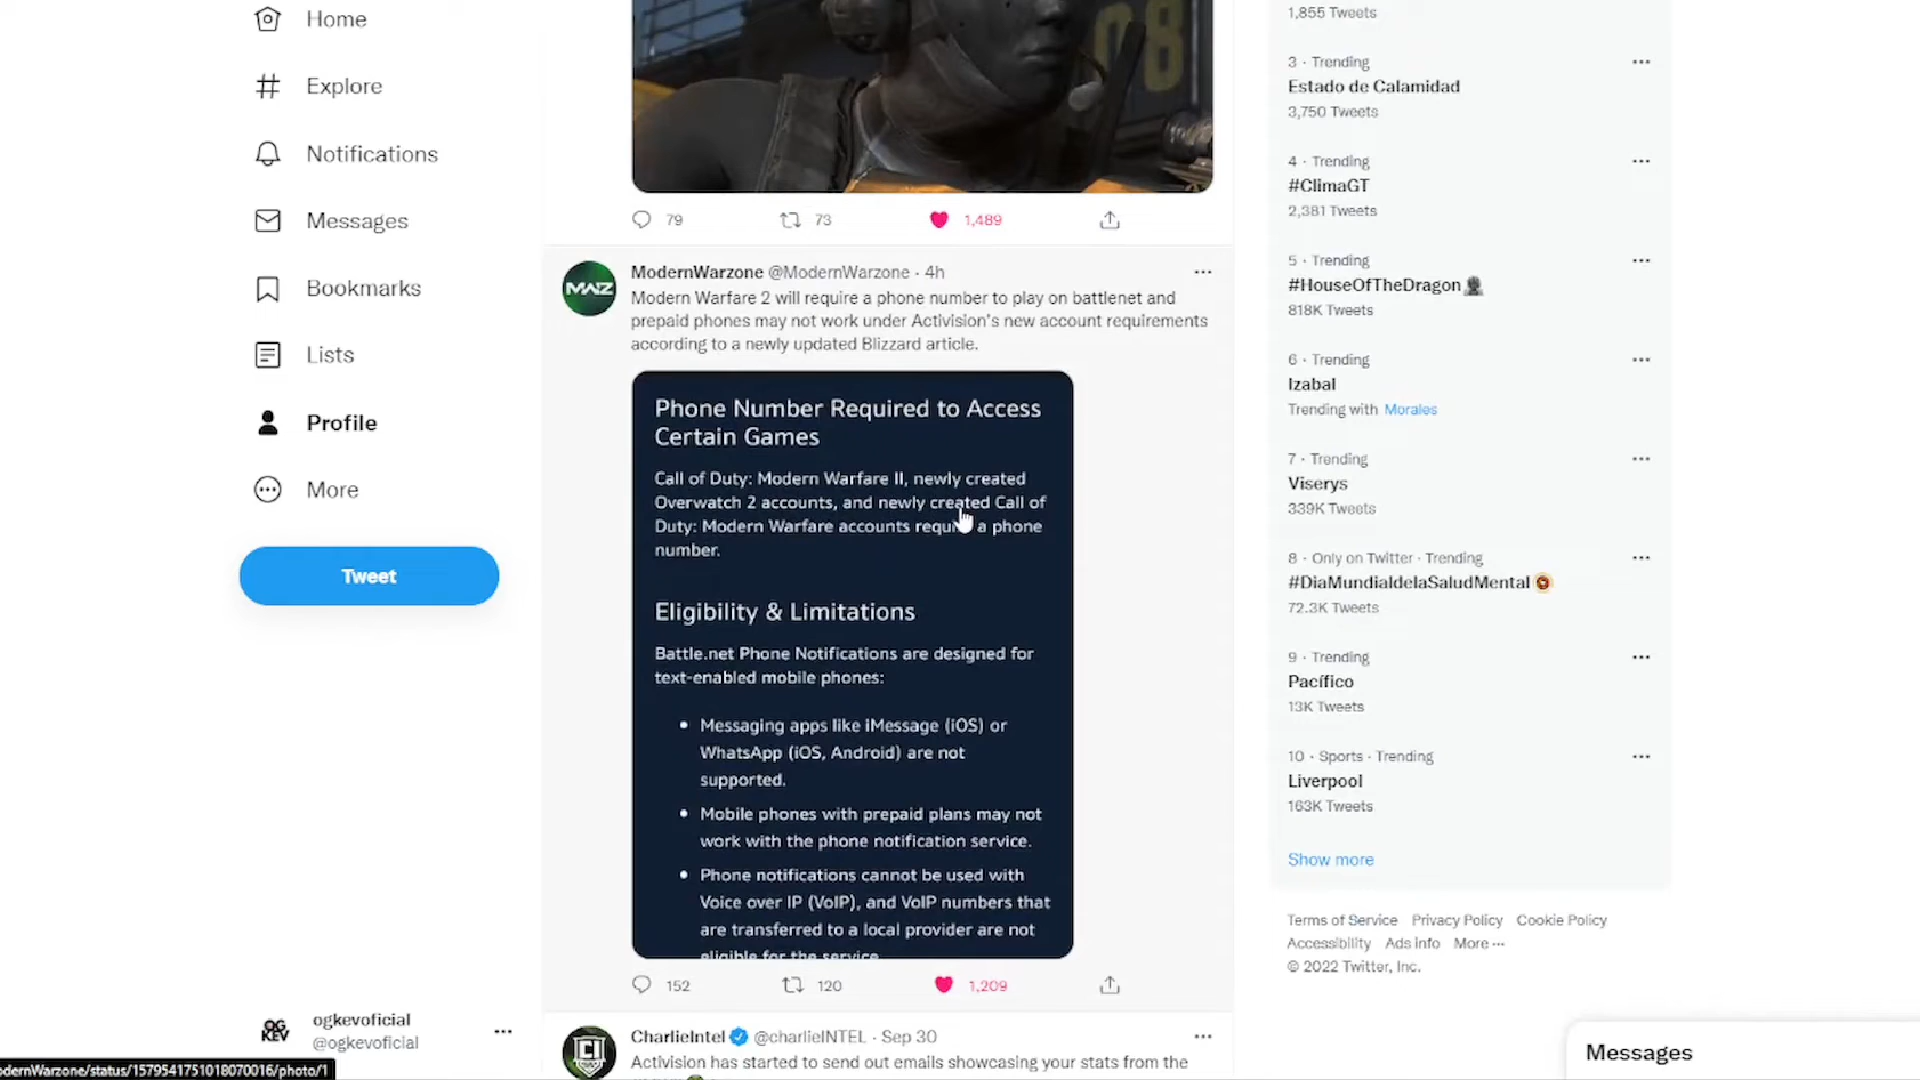 Home
Explore
Notifications
Messages
Bookmarks
Lists
Profile
More
Tweet
ogkevoficial
@ogkevoficial
08
79
73
1,489
ModernWarzone @ModernWarzone · 4h
Modern Warfare 2 will require a phone number to play on battlenet and
prepaid phones may not work under Activision's new account requirements
according to a newly updated Blizzard article.
MWZ
Phone Number Required to Access
Certain Games
Call of Duty: Modern Warfare II, newly created
Overwatch 2 accounts, and newly created Call of
Duty: Modern Warfare accounts require a phone
number.
Eligibility & Limitations
Battle.net Phone Notifications are designed for
text-enabled mobile phones:
• Messaging apps like iMessage (iOS) or
WhatsApp (iOS, Android) are not
supported.
• Mobile phones with prepaid plans may not
work with the phone notification service.
• Phone notifications cannot be used with
Voice over IP (VoIP), and VoIP numbers that
are transferred to a local provider are not
eligible for the service.
152
120
1,209
CharlieIntel @charlieINTEL · Sep 30
Activision has started to send out emails showcasing your stats from the
1,855 Tweets
3 · Trending
Estado de Calamidad
3,750 Tweets
4 · Trending
#ClimaGT
2,381 Tweets
5 · Trending
#HouseOfTheDragon
818K Tweets
6 · Trending
Izabal
Trending with Morales
7 · Trending
Viserys
339K Tweets
8 · Only on Twitter · Trending
#DiaMundialdelaSaludMental
72.3K Tweets
9 · Trending
Pacífico
13K Tweets
10 · Sports · Trending
Liverpool
163K Tweets
Show more
Terms of Service Privacy Policy Cookie Policy
Accessibility Ads info More ···
© 2022 Twitter, Inc.
Messages
odernWarzone/status/1579541751018070016/photo/1